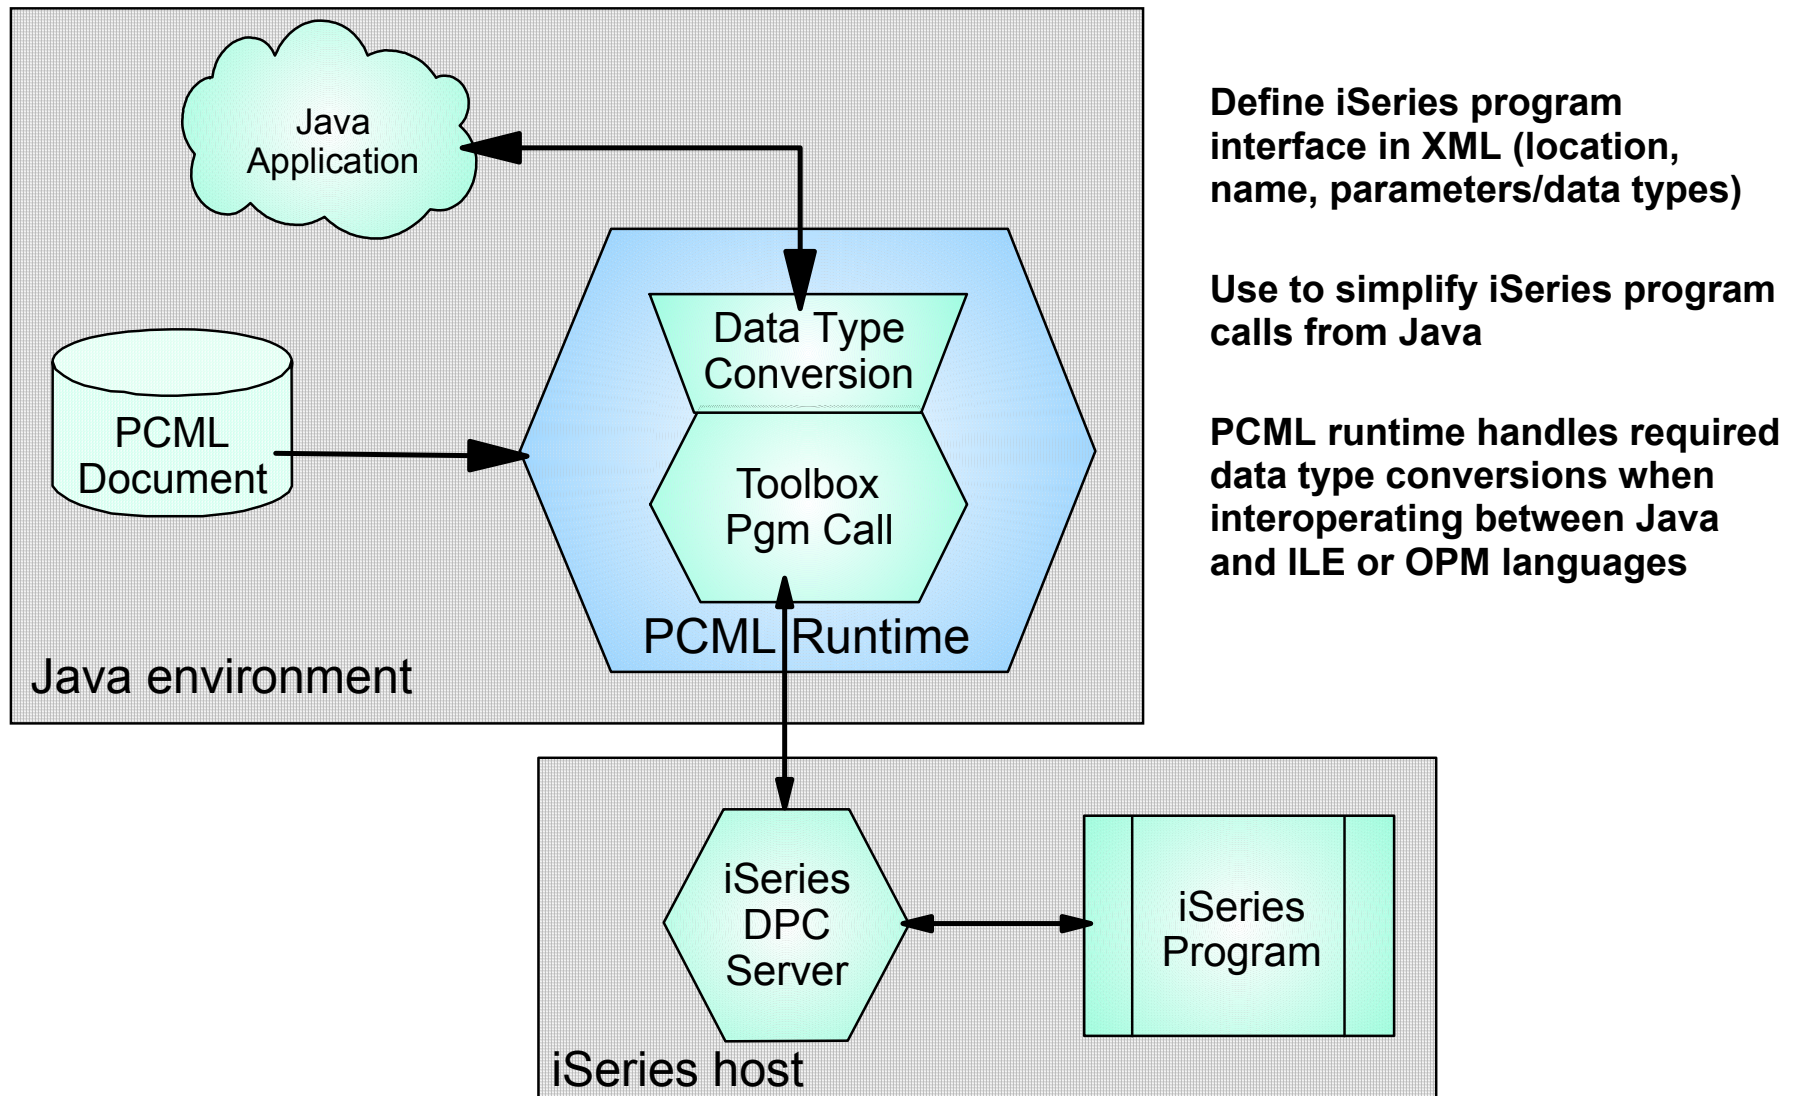 Java
Application
PCML
Document
Data Type
Conversion
Toolbox
Pgm Call
PCML Runtime
Java environment
iSeries
DPC
Server
iSeries
Program
iSeries host
Define iSeries program
interface in XML (location,
name, parameters/data types)
Use to simplify iSeries program
calls from Java
PCML runtime handles required
data type conversions when
interoperating between Java
and ILE or OPM languages